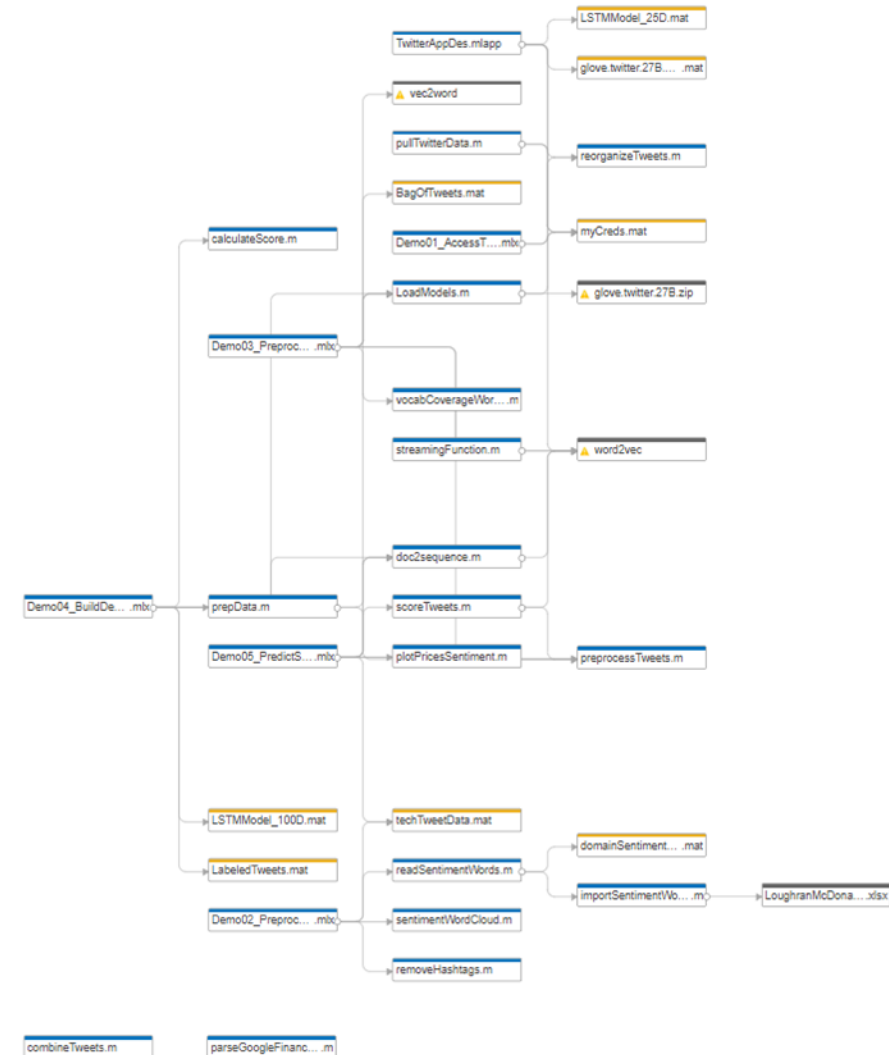 LSTMModel_25D.mat
TwitterAppDes.mlapp
glove.twitter.27B.... .mat
vec2word
pullTwitterData.m
reorganizeTweets.m
BagOfTweets.mat
myCreds.mat
calculateScore.m
Demo01_AccessT....mlx
LoadModels.m
glove.twitter.27B.zip
Demo03_Preproc... .mlx
vocabCoverageWor... .m
streamingFunction.m
word2vec
doc2sequence.m
Demo04_BuildDe... .mlx
prepData.m
scoreTweets.m
Demo05_PredictS... .mlx
plotPricesSentiment.m
preprocessTweets.m
LSTMModel_100D.mat
techTweetData.mat
domainSentiment... .mat
LabeledTweets.mat
readSentimentWords.m
importSentimentWo... .m
LoughranMcDona... .xlsx
Demo02_Preproc... .mlx
sentimentWordCloud.m
removeHashtags.m
combineTweets.m
parseGoogleFinanc... .m